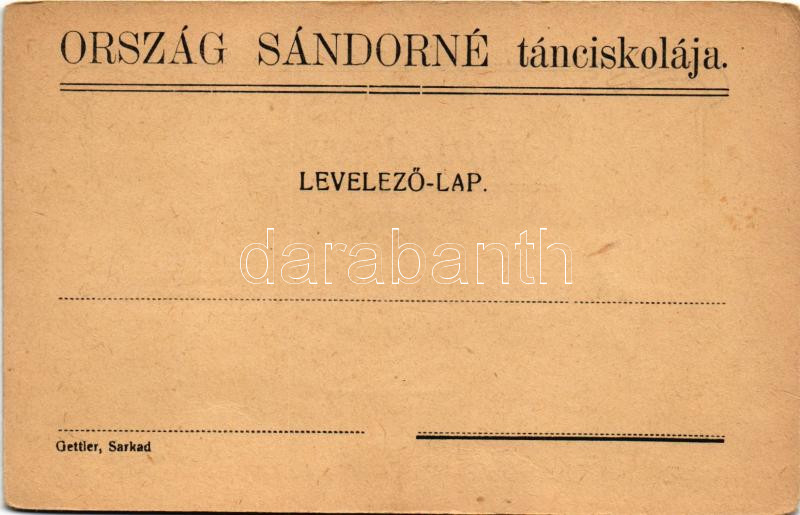 ORSZÁG SÁNDORNÉ tánciskolája.
LEVELEZŐ-LAP.
darabanth
Gettler, Sarkad